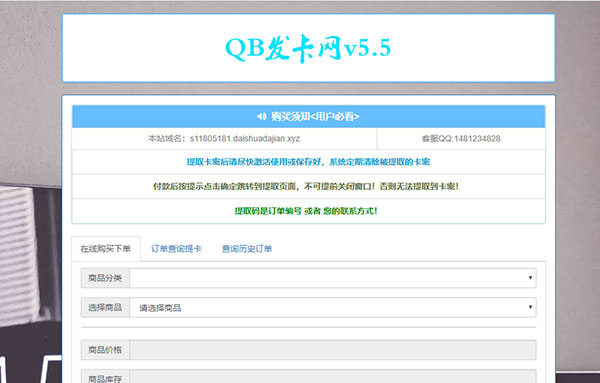 QB发卡网v5.5
购买须知<用户必看>
本站域名：s11805181.daishuadajian.xyz 客服QQ:1481234828
提取卡密后请尽快激活使用或保存好，系统定期清除被提取的卡密
付款后按提示点击确定跳转到提取页面，不可提前关闭窗口！否则无法提取到卡密！
提取码是订单编号 或者 您的联系方式！
在线购买下单 订单查询提卡 查询历史订单
商品分类
选择商品 请选择商品
商品价格
商品库存